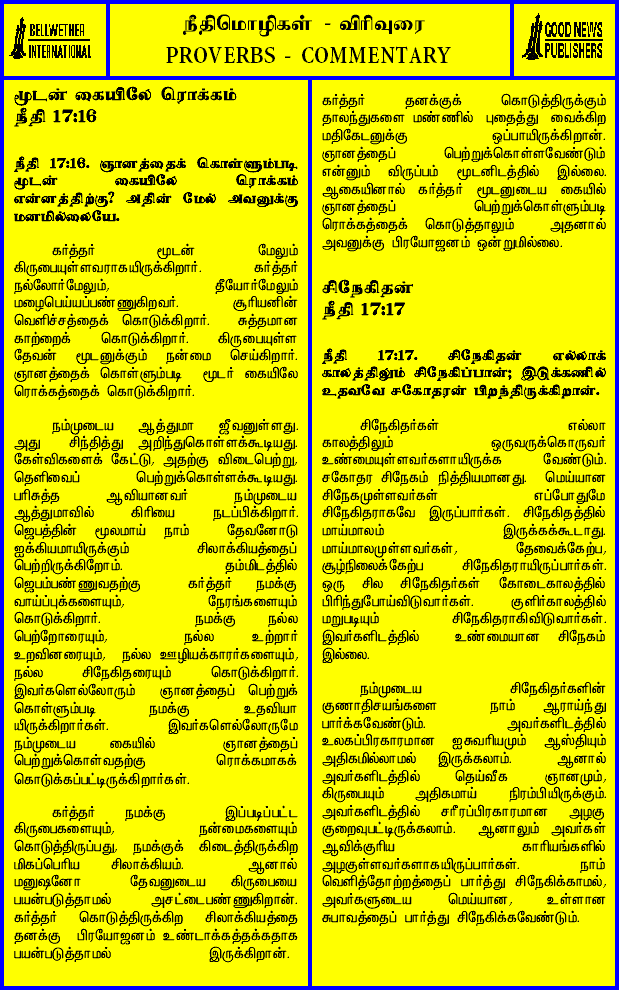 BELLWETHER
INTERNATIONAL
நீதிமொழிகள் - விரிவுரை
PROVERBS - COMMENTARY
GOOD NEWS
PUBLISHERS
மூடன் கையிலே ரொக்கம்
நீதி 17:16
நீதி 17:16. ஞானத்தைக் கொள்ளும்படி
மூடன் கையிலே ரொக்கம்
என்னத்திற்கு? அதின் மேல் அவனுக்கு
மனமில்லையே.
கர்த்தர் மூடன் மேலும்
கிருபையுள்ளவராகயிருக்கிறார். கர்த்தர்
நல்லோர்மேலும், தீயோர்மேலும்
மழைபெய்யப்பண்ணுகிறவர். சூரியனின்
வெளிச்சத்தைக் கொடுக்கிறார். சுத்தமான
காற்றைக் கொடுக்கிறார். கிருபையுள்ள
தேவன் மூடனுக்கும் நன்மை செய்கிறார்.
ஞானத்தைக் கொள்ளும்படி மூடர் கையிலே
ரொக்கத்தைக் கொடுக்கிறார்.
நம்முடைய ஆத்துமா ஜீவனுள்ளது.
அது சிந்தித்து அறிந்துகொள்ளக்கூடியது.
கேள்விகளைக் கேட்டு, அதற்கு விடைபெற்று,
தெளிவைப் பெற்றுக்கொள்ளக்கூடியது.
பரிசுத்த ஆவியானவர் நம்முடைய
ஆத்துமாவில் கிரியை நடப்பிக்கிறார்.
ஜெபத்தின் மூலமாய் நாம் தேவனோடு
ஐக்கியமாயிருக்கும் சிலாக்கியத்தைப்
பெற்றிருக்கிறோம். தம்மிடத்தில்
ஜெபம்பண்ணுவதற்கு கர்த்தர் நமக்கு
வாய்ப்புக்களையும், நேரங்களையும்
கொடுக்கிறார். நமக்கு நல்ல
பெற்றோரையும், நல்ல உற்றார்
உறவினரையும், நல்ல ஊழியக்காரர்களையும்,
நல்ல சிநேகிதரையும் கொடுக்கிறார்.
இவர்களெல்லோரும் ஞானத்தைப் பெற்றுக்
கொள்ளும்படி நமக்கு உதவியா
யிருக்கிறார்கள். இவர்களெல்லோருமே
நம்முடைய கையில் ஞானத்தைப்
பெற்றுக்கொள்வதற்கு ரொக்கமாகக்
கொடுக்கப்பட்டிருக்கிறார்கள்.
கர்த்தர் நமக்கு இப்படிப்பட்ட
கிருபைகளையும், நன்மைகளையும்
கொடுத்திருப்பது, நமக்குக் கிடைத்திருக்கிற
மிகப்பெரிய சிலாக்கியம். ஆனால்
மனுஷனோ தேவனுடைய கிருபையை
பயன்படுத்தாமல் அசட்டைபண்ணுகிறான்.
கர்த்தர் கொடுத்திருக்கிற சிலாக்கியத்தை
தனக்கு பிரயோஜனம் உண்டாக்கத்தக்கதாக
பயன்படுத்தாமல் இருக்கிறான்.
கர்த்தர் தனக்குக் கொடுத்திருக்கும்
தாலந்துகளை மண்ணில் புதைத்து வைக்கிற
மதிகேடனுக்கு ஒப்பாயிருக்கிறான்.
ஞானத்தைப் பெற்றுக்கொள்ளவேண்டும்
என்னும் விருப்பம் மூடனிடத்தில் இல்லை.
ஆகையினால் கர்த்தர் மூடனுடைய கையில்
ஞானத்தைப் பெற்றுக்கொள்ளும்படி
ரொக்கத்தைக் கொடுத்தாலும் அதனால்
அவனுக்கு பிரயோஜனம் ஒன்றுமில்லை.
சிநேகிதன்
நீதி 17:17
நீதி 17:17. சிநேகிதன் எல்லாக்
காலத்திலும் சிநேகிப்பான்; இடுக்கணில்
உதவவே சகோதரன் பிறந்திருக்கிறான்.
சிநேகிதர்கள் எல்லா
காலத்திலும் ஒருவருக்கொருவர்
உண்மையுள்ளவர்களாயிருக்க வேண்டும்.
சகோதர சிநேகம் நித்தியமானது. மெய்யான
சிநேகமுள்ளவர்கள் எப்போதுமே
சிநேகிதராகவே இருப்பார்கள். சிநேகிதத்தில்
மாய்மாலம் இருக்கக்கூடாது.
மாய்மாலமுள்ளவர்கள், தேவைக்கேற்ப,
சூழ்நிலைக்கேற்ப சிநேகிதராயிருப்பார்கள்.
ஒரு சில சிநேகிதர்கள் கோடைகாலத்தில்
பிரிந்துபோய்விடுவார்கள். குளிர்காலத்தில்
மறுபடியும் சிநேகிதராகிவிடுவார்கள்.
இவர்களிடத்தில் உண்மையான சிநேகம்
இல்லை.
நம்முடைய சிநேகிதர்களின்
குணாதிசயங்களை நாம் ஆராய்ந்து
பார்க்கவேண்டும். அவர்களிடத்தில்
உலகப்பிரகாரமான ஐசுவரியமும் ஆஸ்தியும்
அதிகமில்லாமல் இருக்கலாம். ஆனால்
அவர்களிடத்தில் தெய்வீக ஞானமும்,
கிருபையும் அதிகமாய் நிரம்பியிருக்கும்.
அவர்களிடத்தில் சரீரப்பிரகாரமான அழகு
குறைவுபட்டிருக்கலாம். ஆனாலும் அவர்கள்
ஆவிக்குரிய காரியங்களில்
அழகுள்ளவர்களாகயிருப்பார்கள். நாம்
வெளித்தோற்றத்தைப் பார்த்து சிநேகிக்காமல்,
அவர்களுடைய மெய்யான, உள்ளான
சுபாவத்தைப் பார்த்து சிநேகிக்கவேண்டும்.